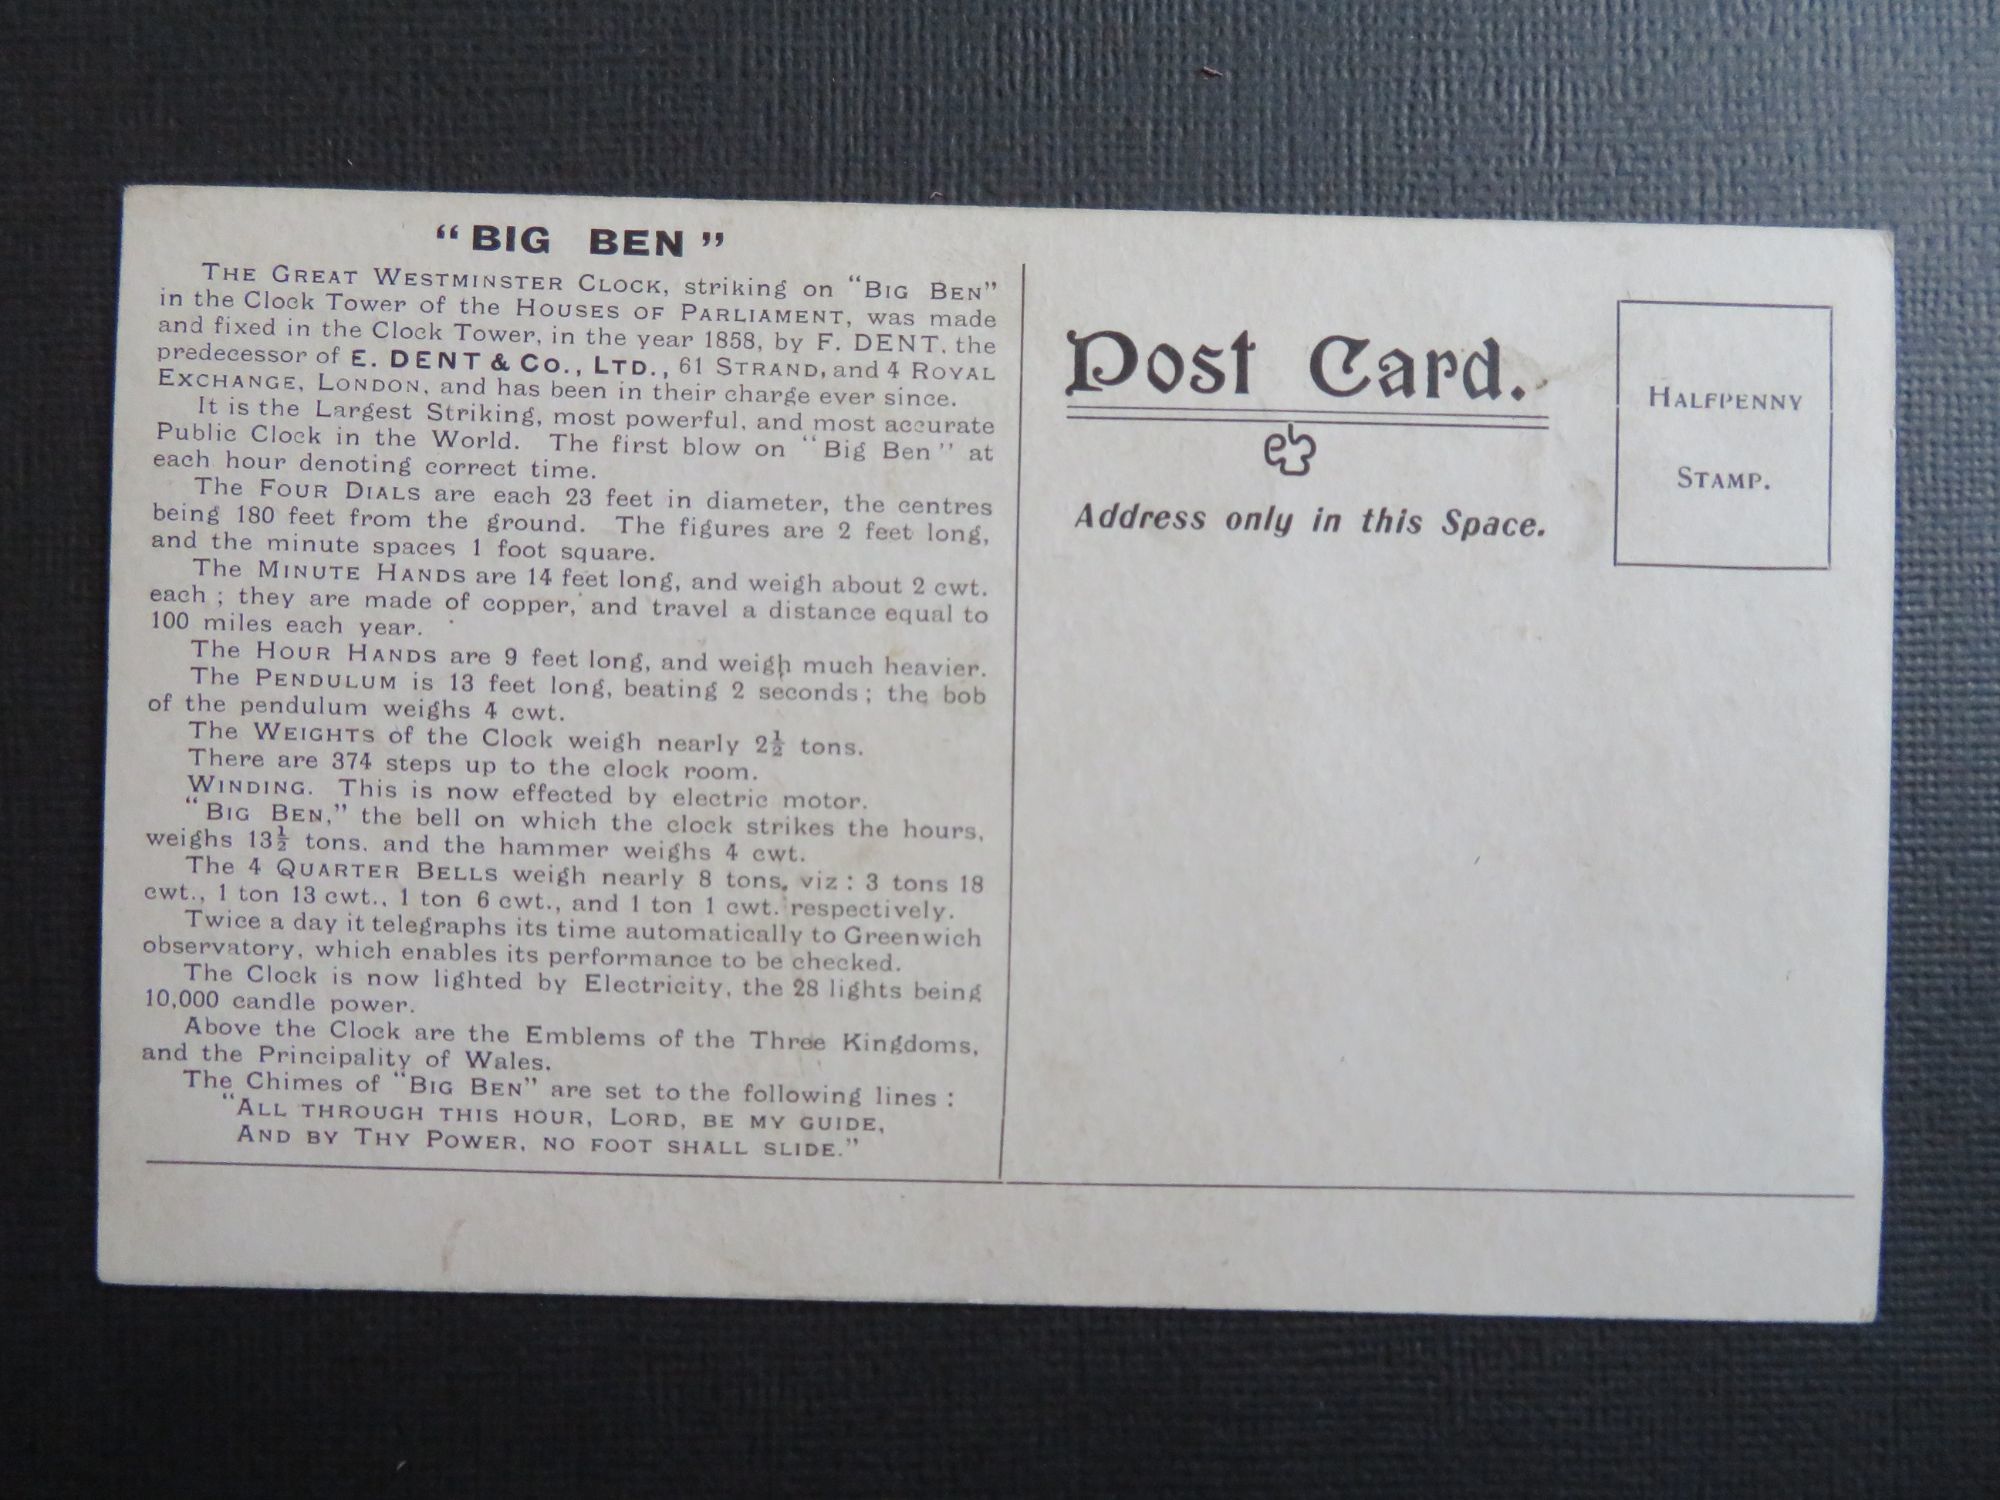 “BIG BEN”
THE GREAT WESTMINSTER CLOCK, striking on “BIG BEN”
in the Clock Tower of the HOUSES OF PARLIAMENT, was made
and fixed in the Clock Tower, in the year 1858, by F. DENT. the
predecessor of E. DENT & CO., LTD., 61 STRAND, and 4 ROYAL
EXCHANGE, LONDON, and has been in their charge ever since.
It is the Largest Striking, most powerful, and most accurate
Public Clock in the World. The first blow on “Big Ben” at
each hour denoting correct time.
The FOUR DIALS are each 23 feet in diameter, the centres
being 180 feet from the ground. The figures are 2 feet long,
and the minute spaces 1 foot square.
The MINUTE HANDS are 14 feet long, and weigh about 2 cwt.
each ; they are made of copper, and travel a distance equal to
100 miles each year.
The HOUR HANDS are 9 feet long, and weigh much heavier.
The PENDULUM is 13 feet long, beating 2 seconds ; the bob
of the pendulum weighs 4 cwt.
The WEIGHTS of the Clock weigh nearly 2½ tons.
There are 374 steps up to the clock room.
WINDING. This is now effected by electric motor.
“BIG BEN,” the bell on which the clock strikes the hours,
weighs 13½ tons. and the hammer weighs 4 cwt.
The 4 QUARTER BELLS weigh nearly 8 tons, viz : 3 tons 18
cwt., 1 ton 13 cwt., 1 ton 6 cwt., and 1 ton 1 cwt. respectively.
Twice a day it telegraphs its time automatically to Greenwich
observatory, which enables its performance to be checked.
The Clock is now lighted by Electricity, the 28 lights being
10,000 candle power.
Above the Clock are the Emblems of the Three Kingdoms,
and the Principality of Wales.
The Chimes of “BIG BEN” are set to the following lines :
“ALL THROUGH THIS HOUR, LORD, BE MY GUIDE,
AND BY THY POWER, NO FOOT SHALL SLIDE.”
Post Card.
Address only in this Space.
HALFPENNY
STAMP.